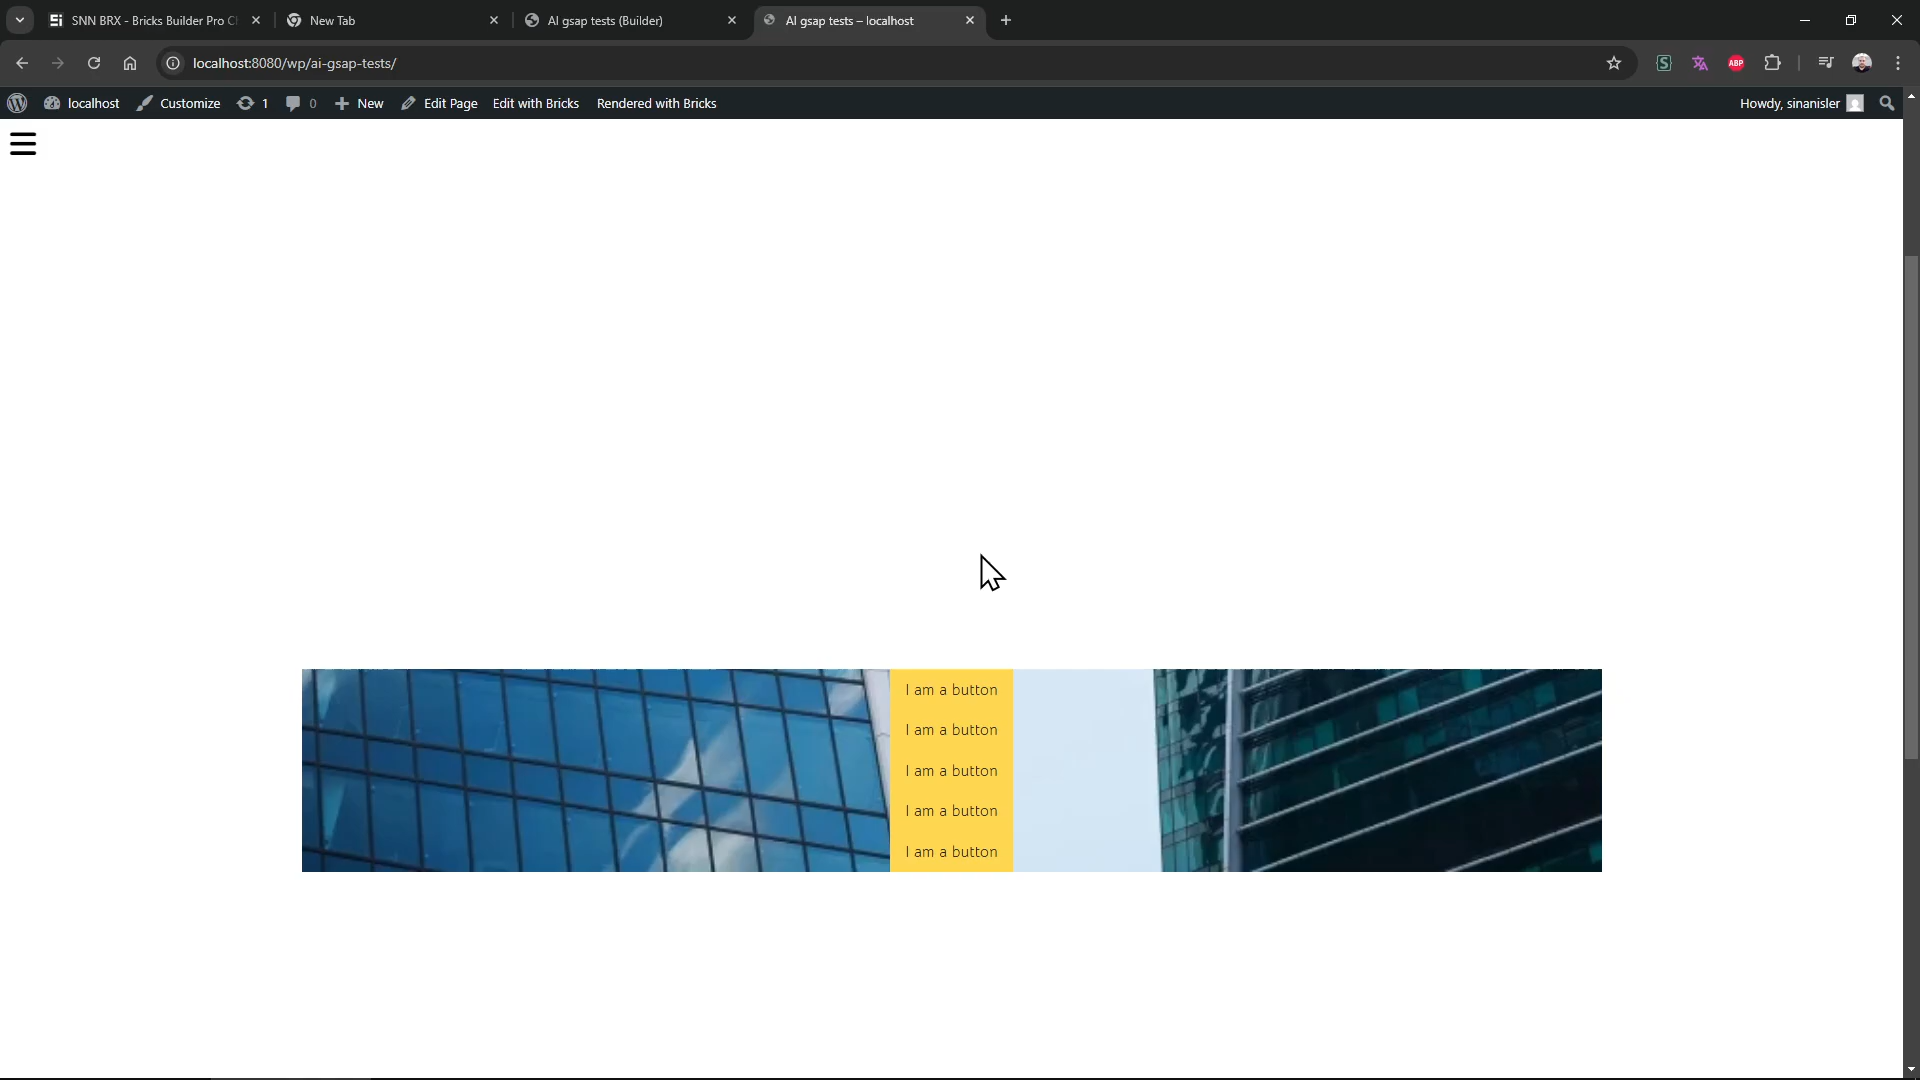 SNN BRX - Bricks Builder Pro C
New Tab
AI gsap tests (Builder)
AI gsap tests – localhost
localhost:8080/wp/ai-gsap-tests/
S
ABP
localhost
Customize
1
0
New
Edit Page
Edit with Bricks
Rendered with Bricks
Howdy, sinanisler
I am a button
I am a button
I am a button
I am a button
I am a button